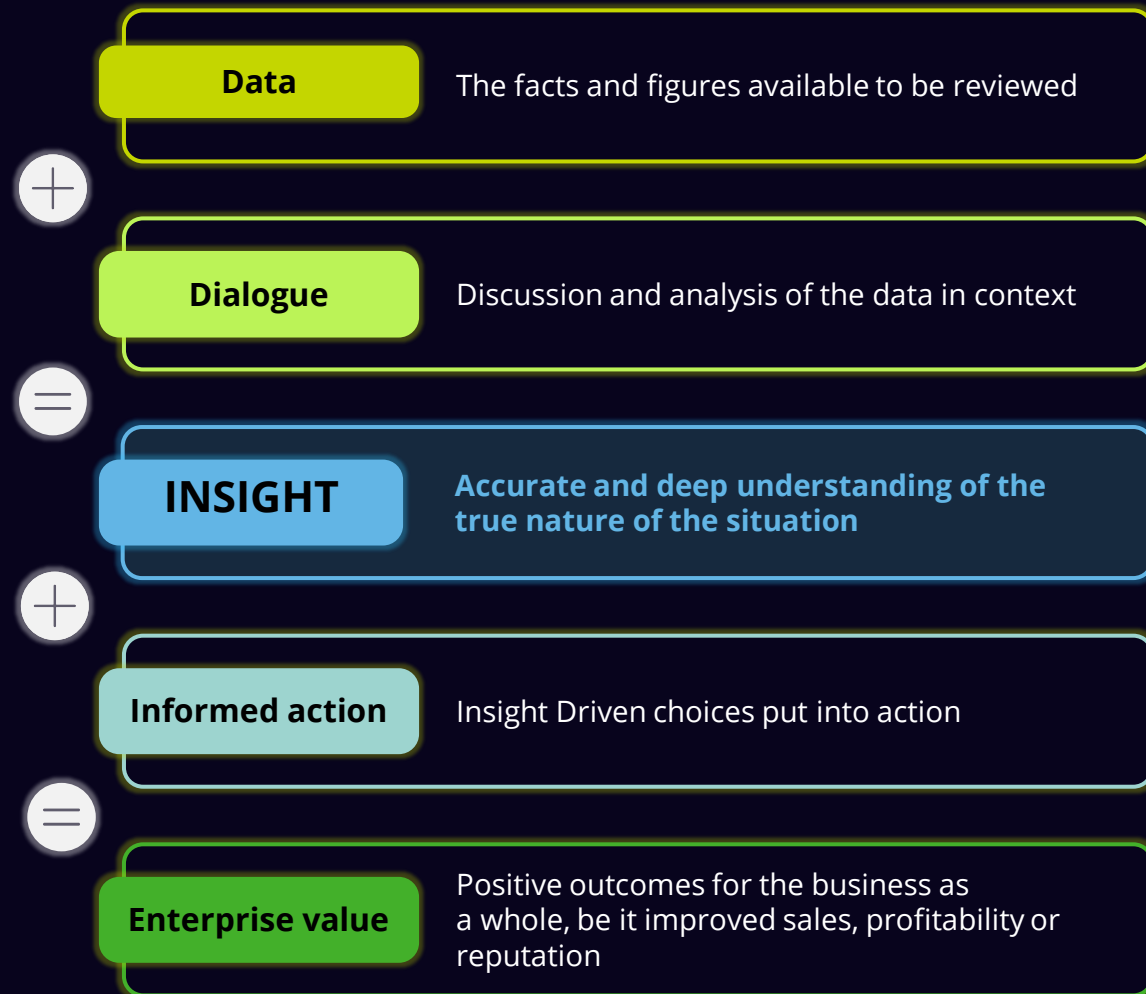 Data
The facts and figures available to be reviewed
+
Dialogue
Discussion and analysis of the data in context
=
INSIGHT
Accurate and deep understanding of the
true nature of the situation
+
Informed action
Insight Driven choices put into action
=
Enterprise value
Positive outcomes for the business as
a whole, be it improved sales, profitability or
reputation